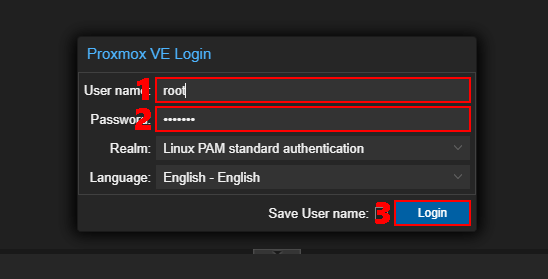 Proxmox VE Login
User name: 1 root
Password: 2 •••••••
Realm: Linux PAM standard authentication
Language: English - English
Save User name: 3 Login